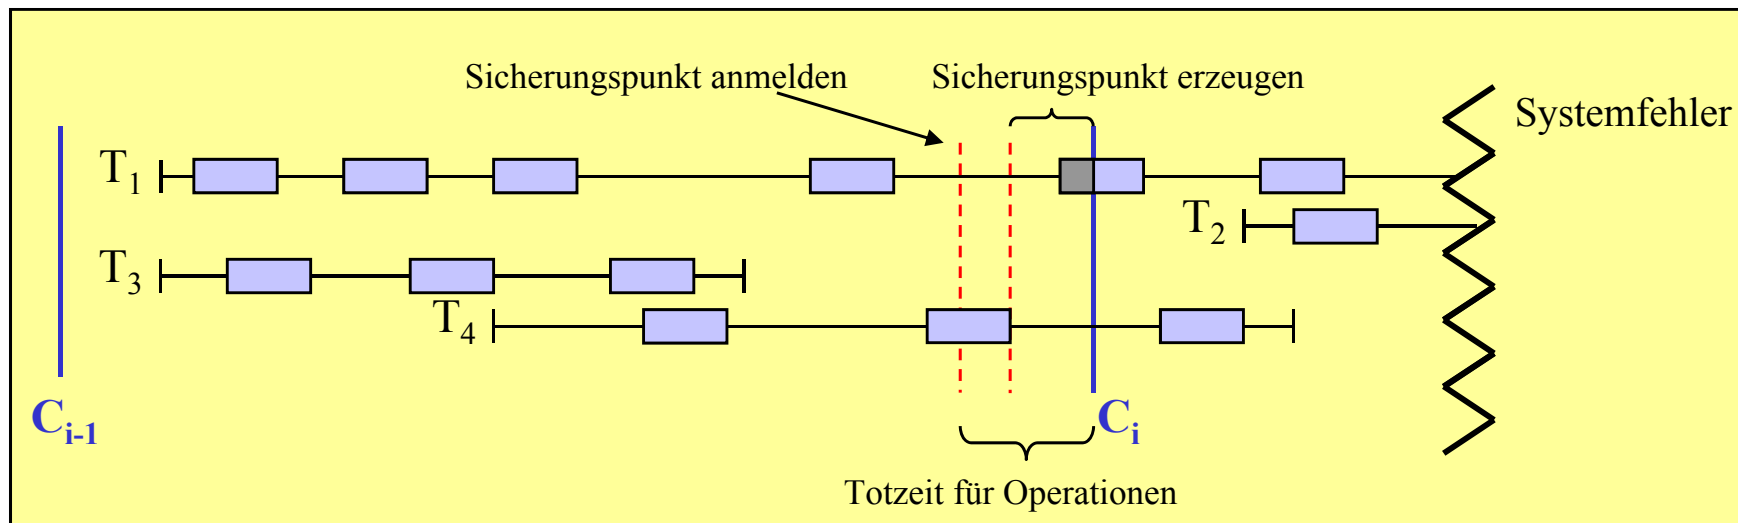 Sicherungspunkt anmelden
Sicherungspunkt erzeugen
Systemfehler
T1
T2
T3
T4
Ci-1
Ci
Totzeit für Operationen